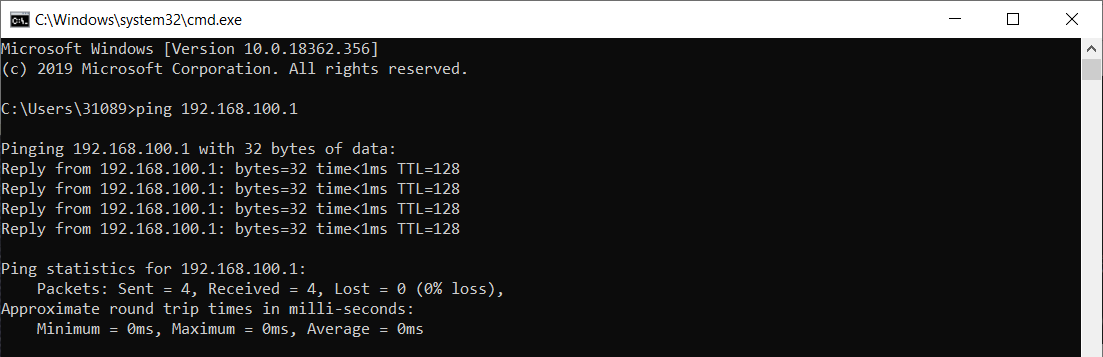 C:\Windows\system32\cmd.exe
Microsoft Windows [Version 10.0.18362.356]
(c) 2019 Microsoft Corporation. All rights reserved.
C:\Users\31089>ping 192.168.100.1
Pinging 192.168.100.1 with 32 bytes of data:
Reply from 192.168.100.1: bytes=32 time<1ms TTL=128
Reply from 192.168.100.1: bytes=32 time<1ms TTL=128
Reply from 192.168.100.1: bytes=32 time<1ms TTL=128
Reply from 192.168.100.1: bytes=32 time<1ms TTL=128
Ping statistics for 192.168.100.1:
    Packets: Sent = 4, Received = 4, Lost = 0 (0% loss),
Approximate round trip times in milli-seconds:
    Minimum = 0ms, Maximum = 0ms, Average = 0ms